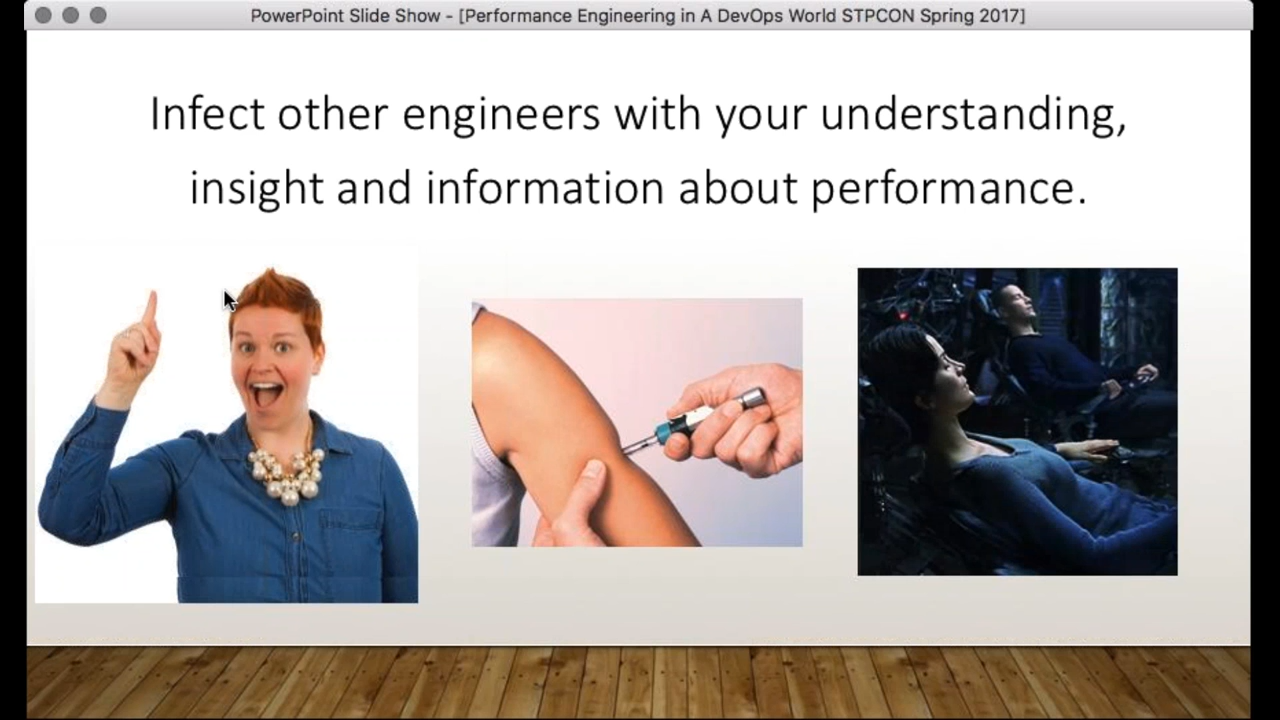 PowerPoint Slide Show - [Performance Engineering in A DevOps World STPCON Spring 2017]
Infect other engineers with your understanding,
insight and information about performance.